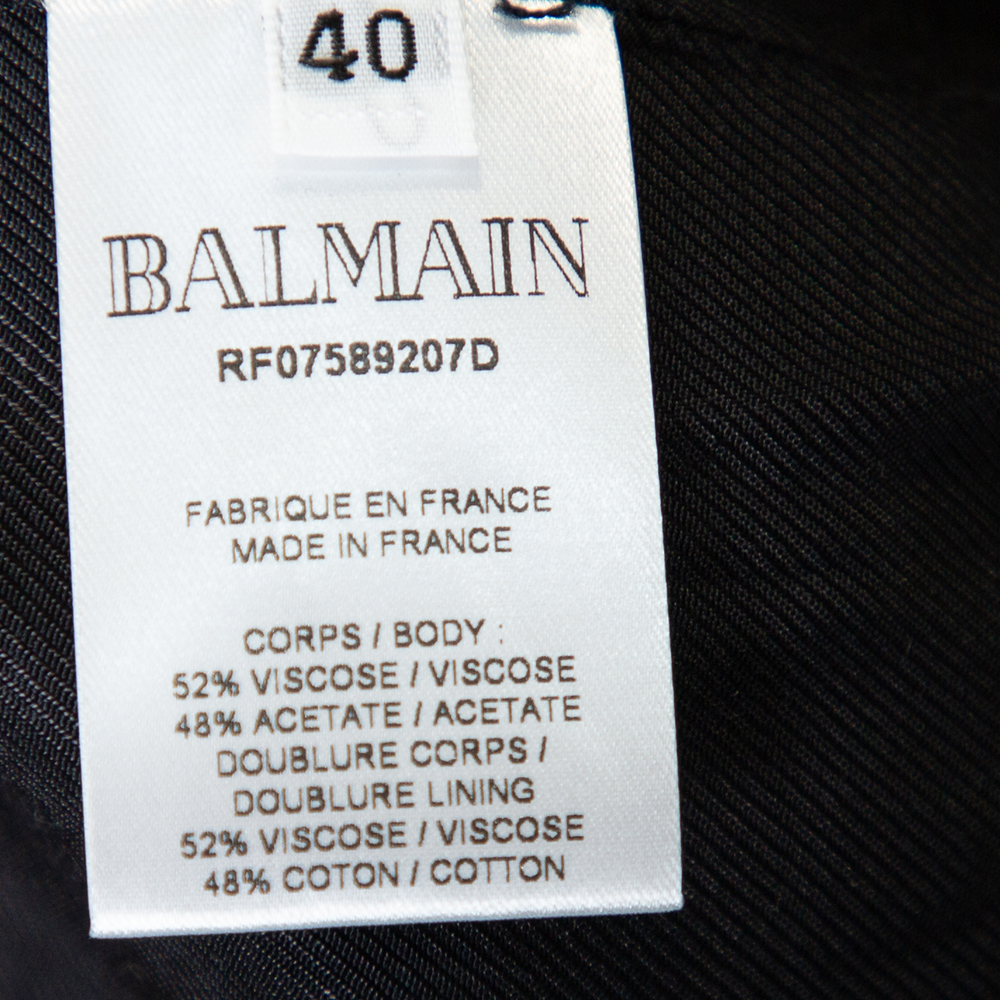 40
BALMAIN
RF07589207D
FABRIQUE EN FRANCE
MADE IN FRANCE
CORPS / BODY :
52% VISCOSE / VISCOSE
48% ACETATE / ACETATE
DOUBLURE CORPS /
DOUBLURE LINING
52% VISCOSE / VISCOSE
48% COTON / COTTON